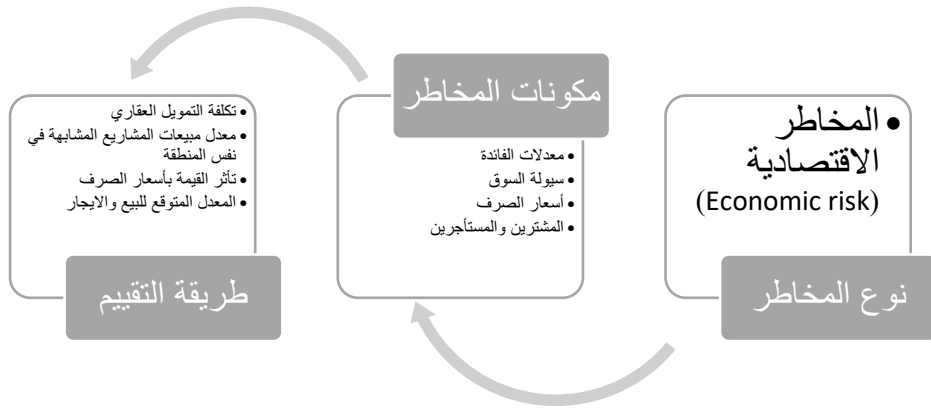 • المخاطر
الاقتصادية
(Economic risk)
نوع المخاطر
مكونات المخاطر
• معدلات الفائدة
• سيولة السوق
• أسعار الصرف
• المشترين والمستأجرين
• تكلفة التمويل العقاري
• معدل مبيعات المشاريع المشابهة في
نفس المنطقة
• تأثر القيمة بأسعار الصرف
• المعدل المتوقع للبيع والايجار
طريقة التقييم